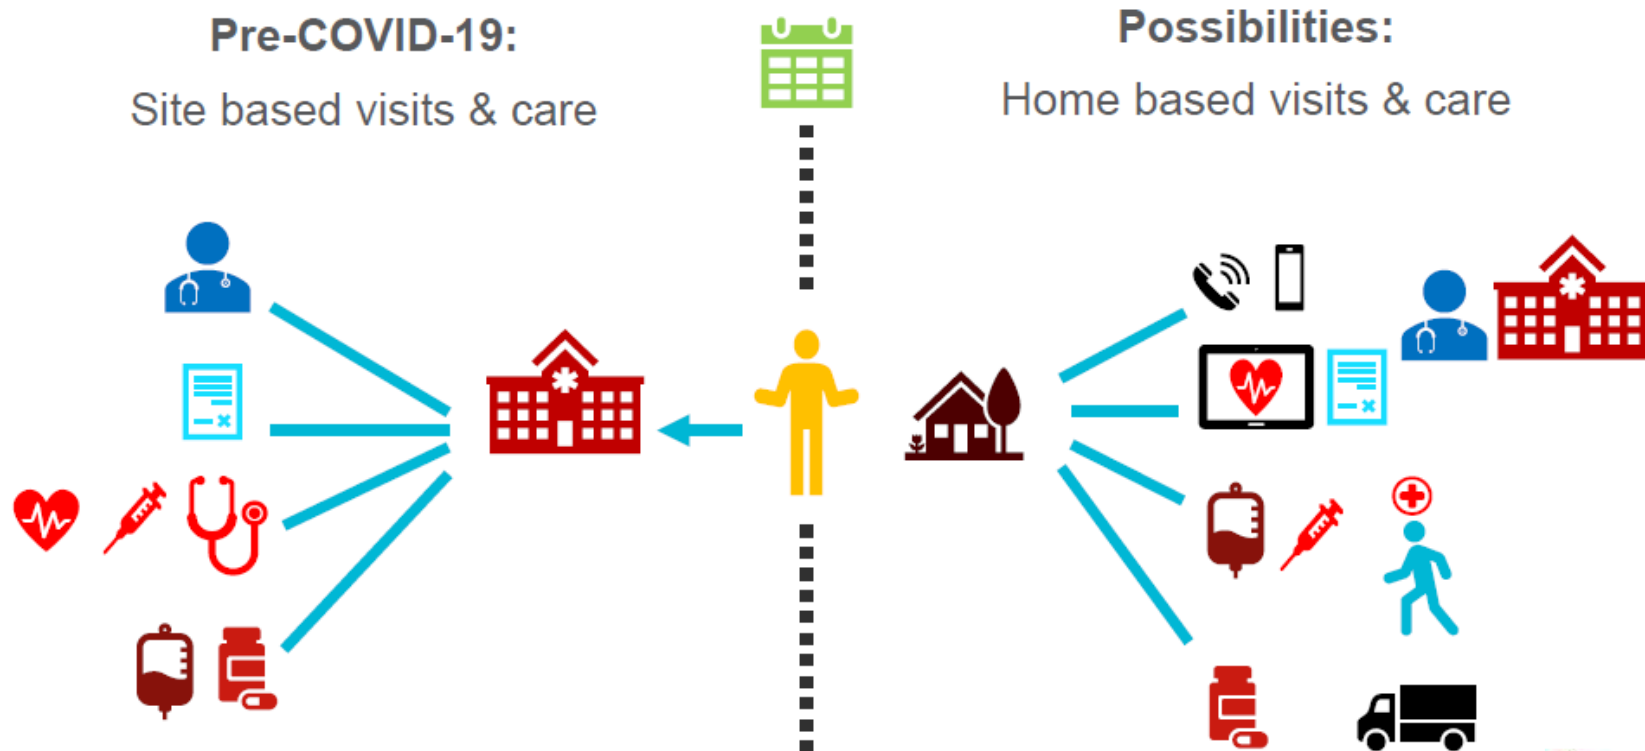 Pre-COVID-19:
Site based visits & care
Possibilities:
Home based visits & care